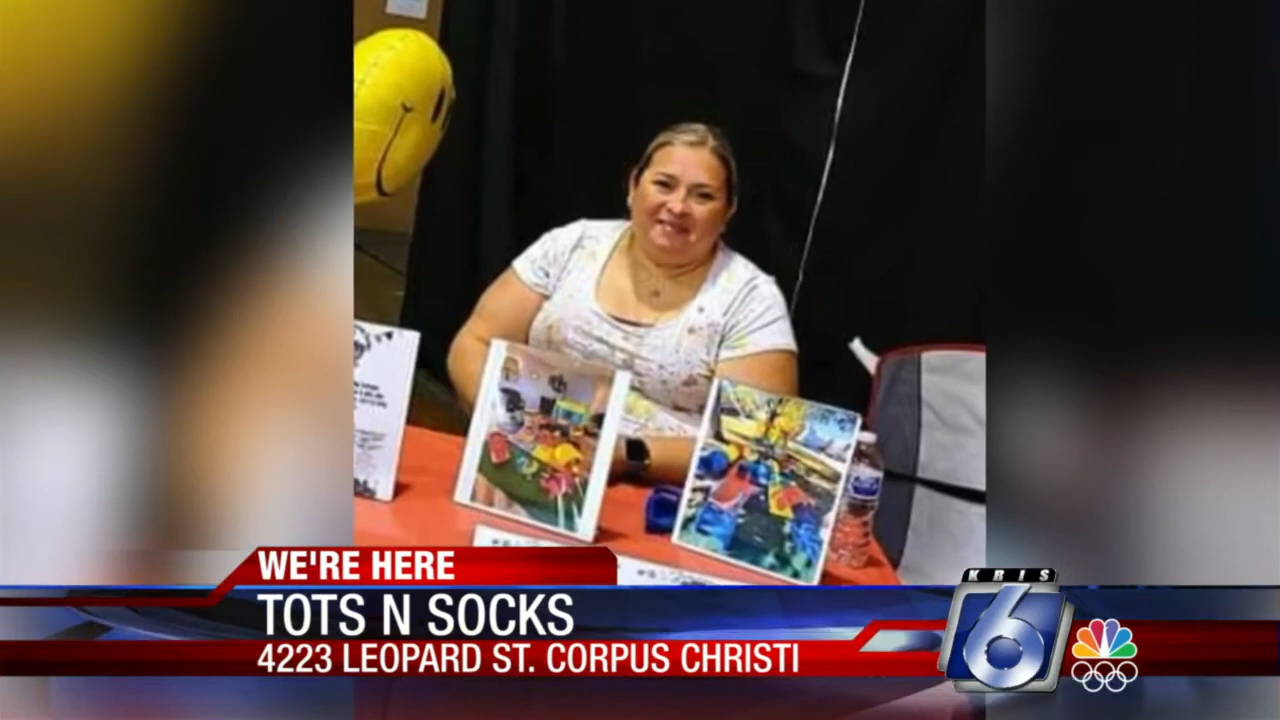 WE'RE HERE
TOTS N SOCKS
4223 LEOPARD ST. CORPUS CHRISTI
KRIS
6